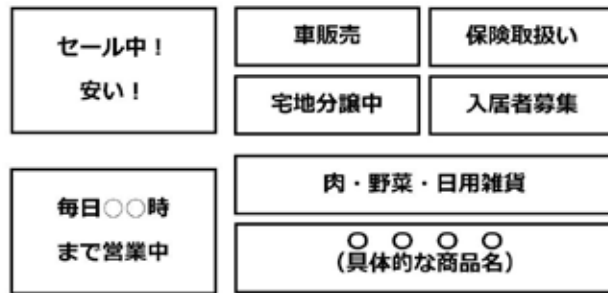 セール中！
安い！
車販売
保険取扱い
宅地分譲中
入居者募集
毎日○○時
まで営業中
肉・野菜・日用雑貨
○ ○ ○ ○
（具体的な商品名）